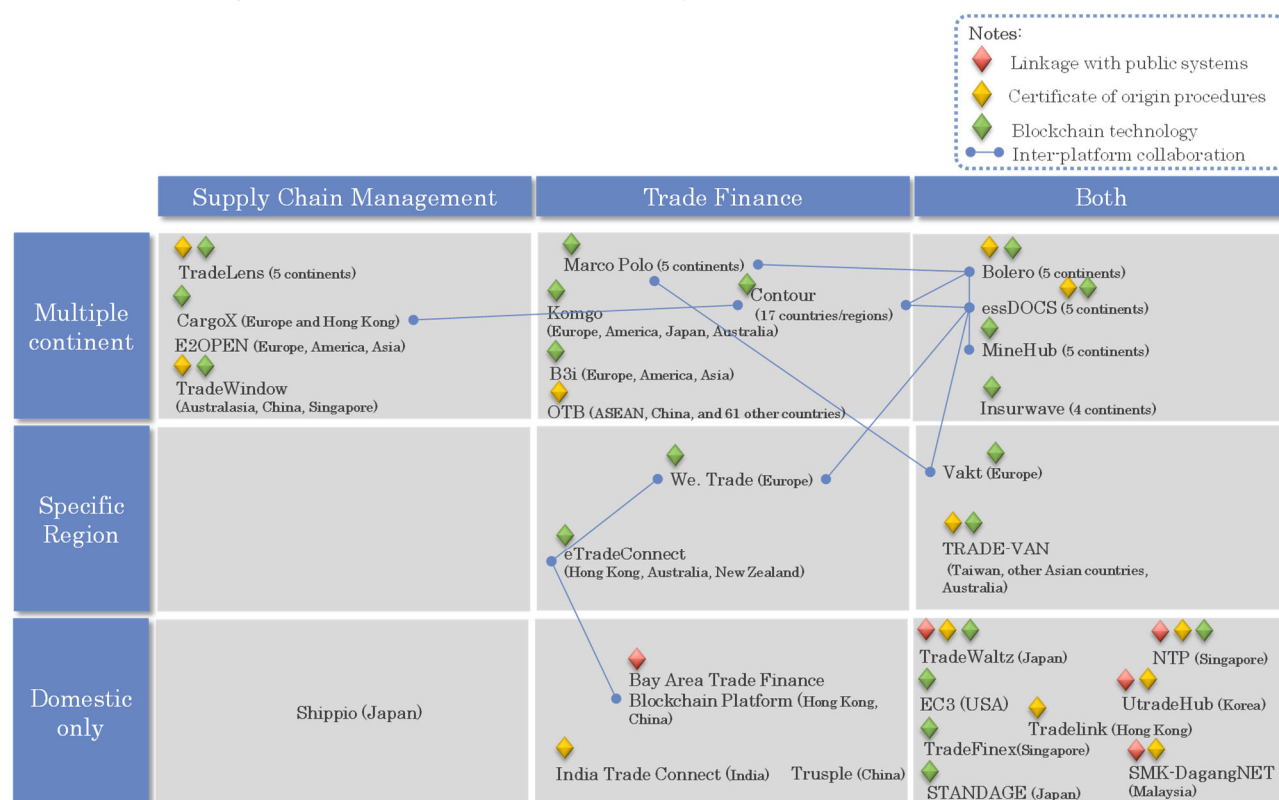 Notes:
Linkage with public systems
Certificate of origin procedures
Blockchain technology
Inter-platform collaboration
Supply Chain Management
Trade Finance
Both
Multiple
continent
TradeLens (5 continents)
CargoX (Europe and Hong Kong)
E2OPEN (Europe, America, Asia)
TradeWindow
(Australasia, China, Singapore)
Marco Polo (5 continents)
Contour
(17 countries/regions)
Komgo
(Europe, America, Japan, Australia)
B3i (Europe, America, Asia)
OTB (ASEAN, China, and 61 other countries)
Bolero (5 continents)
essDOCS (5 continents)
MineHub (5 continents)
Insurwave (4 continents)
Specific
Region
We. Trade (Europe)
eTradeConnect
(Hong Kong, Australia, New Zealand)
Vakt (Europe)
TRADE-VAN
(Taiwan, other Asian countries,
Australia)
Domestic
only
Shippio (Japan)
Bay Area Trade Finance
Blockchain Platform (Hong Kong,
China)
India Trade Connect (India)
Trusple (China)
TradeWaltz (Japan)
NTP (Singapore)
EC3 (USA)
UtradeHub (Korea)
Tradelink (Hong Kong)
TradeFinex(Singapore)
SMK-DagangNET
(Malaysia)
STANDAGE (Japan)